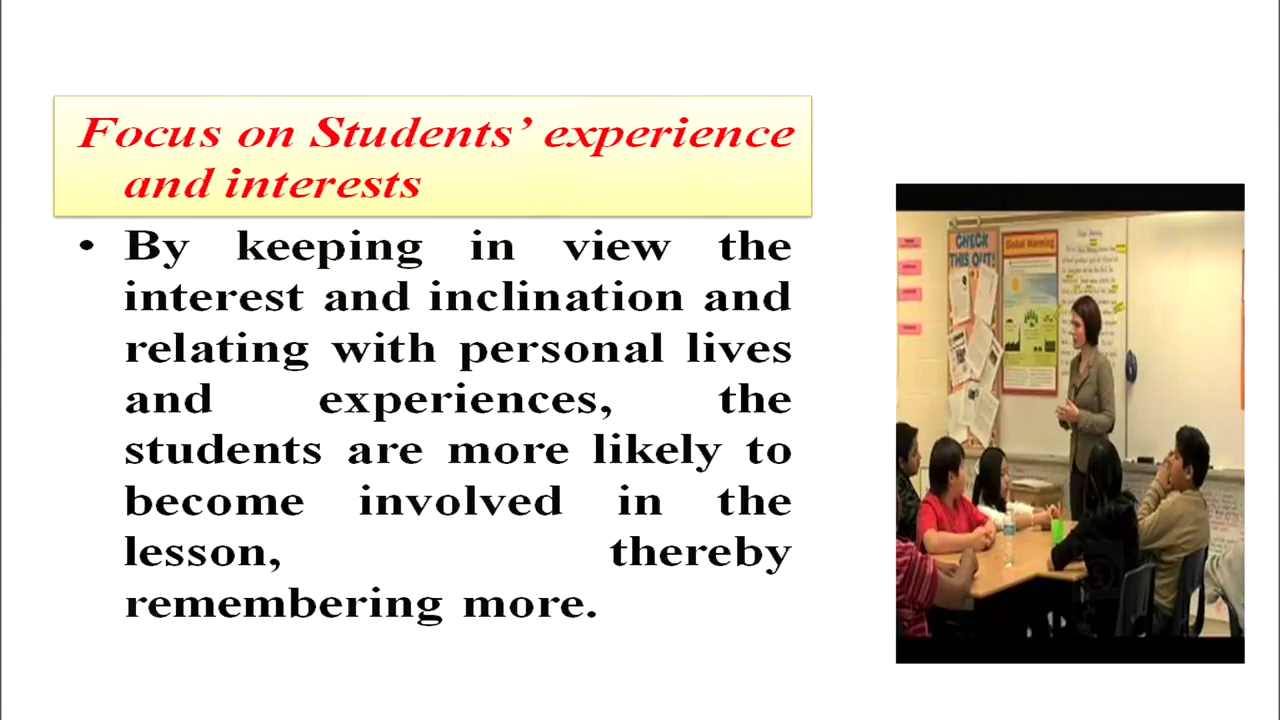 Focus on Students’ experience
and interests
• By keeping in view the
interest and inclination and
relating with personal lives
and experiences, the
students are more likely to
become involved in the
lesson, thereby
remembering more.
CHECK
THIS OUT!
Global Warming